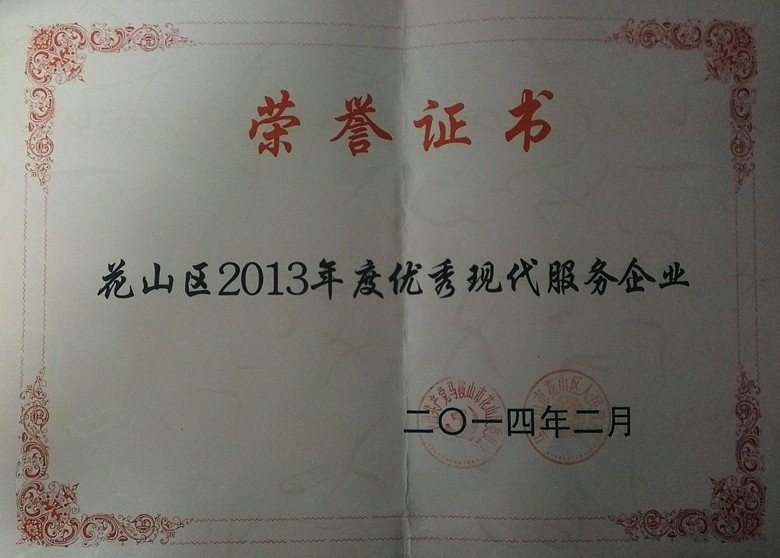 荣誉证书
花山区2013年度优秀现代服务企业
二〇一四年二月